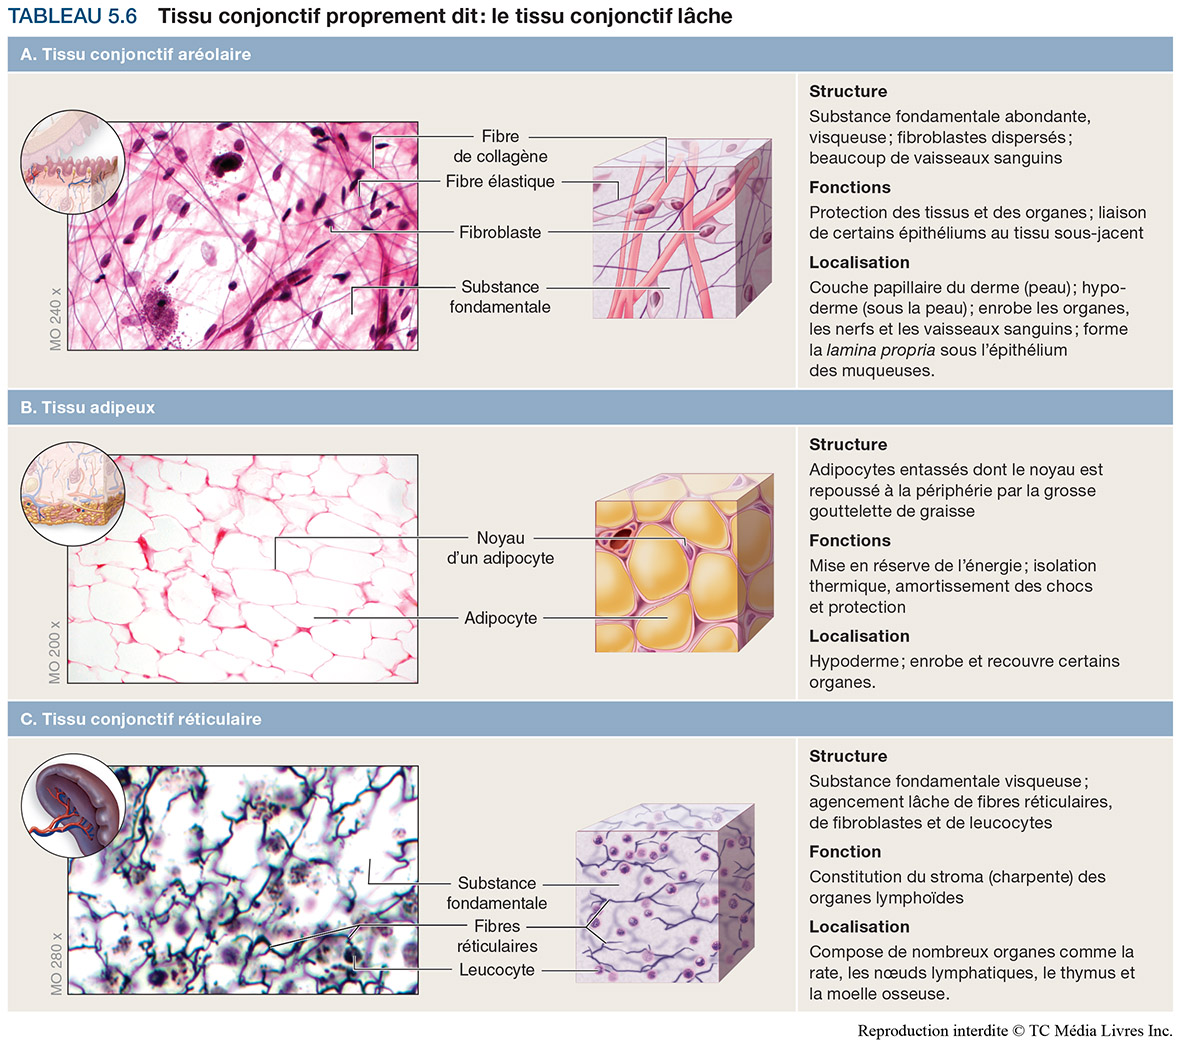 TABLEAU 5.6 Tissu conjonctif proprement dit : le tissu conjonctif lâche
A. Tissu conjonctif aréolaire
MO 240 x
Fibre
de collagène
Fibre élastique
Fibroblaste
Substance
fondamentale
Structure
Substance fondamentale abondante,
visqueuse ; fibroblastes dispersés ;
beaucoup de vaisseaux sanguins
Fonctions
Protection des tissus et des organes ; liaison
de certains épithéliums au tissu sous-jacent
Localisation
Couche papillaire du derme (peau) ; hypo-
derme (sous la peau) ; enrobe les organes,
les nerfs et les vaisseaux sanguins ; forme
la lamina propria sous l’épithélium
des muqueuses.
B. Tissu adipeux
MO 200 x
Noyau
d’un adipocyte
Adipocyte
Structure
Adipocytes entassés dont le noyau est
repoussé à la périphérie par la grosse
gouttelette de graisse
Fonctions
Mise en réserve de l’énergie ; isolation
thermique, amortissement des chocs
et protection
Localisation
Hypoderme ; enrobe et recouvre certains
organes.
C. Tissu conjonctif réticulaire
MO 280 x
Substance
fondamentale
Fibres
réticulaires
Leucocyte
Structure
Substance fondamentale visqueuse ;
agencement lâche de fibres réticulaires,
de fibroblastes et de leucocytes
Fonction
Constitution du stroma (charpente) des
organes lymphoïdes
Localisation
Compose de nombreux organes comme la
rate, les nœuds lymphatiques, le thymus et
la moelle osseuse.
Reproduction interdite © TC Média Livres Inc.